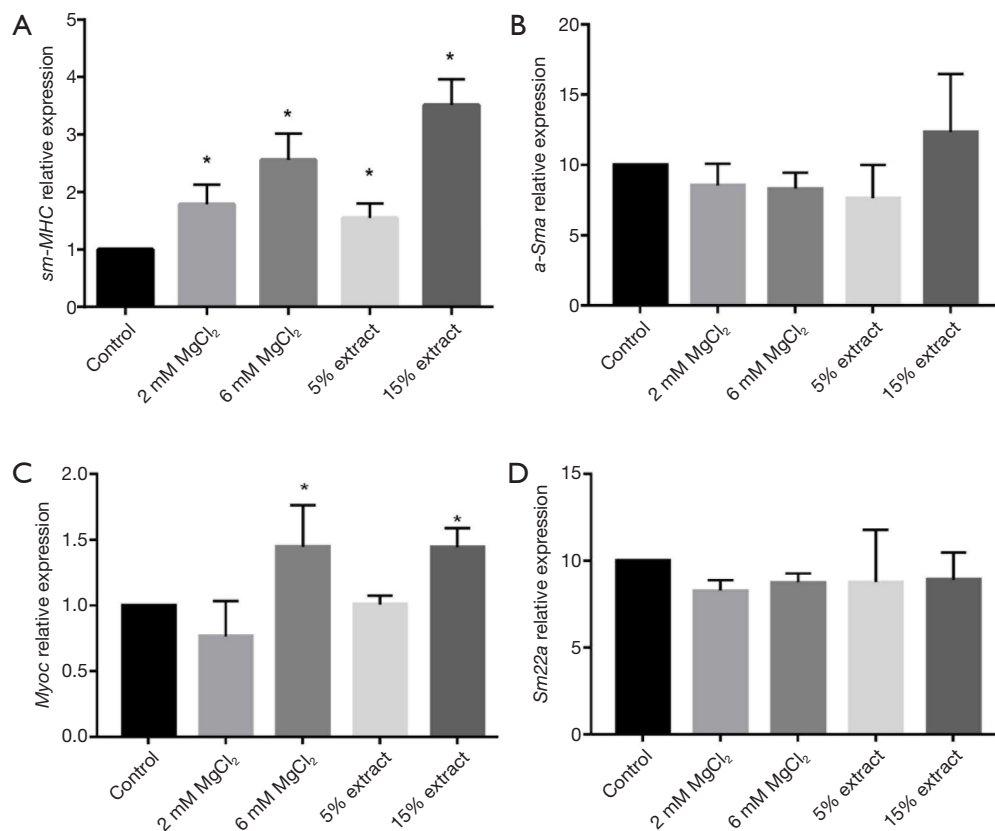 A
sm-MHC relative expression
5
4
3
2
1
0
*
*
*
*
Control
2 mM MgCl₂
6 mM MgCl₂
5% extract
15% extract
B
a-Sma relative expression
20
15
10
5
0
Control
2 mM MgCl₂
6 mM MgCl₂
5% extract
15% extract
C
Myoc relative expression
2.0
1.5
1.0
0.5
0.0
*
*
Control
2 mM MgCl₂
6 mM MgCl₂
5% extract
15% extract
D
Sm22a relative expression
15
10
5
0
Control
2 mM MgCl₂
6 mM MgCl₂
5% extract
15% extract